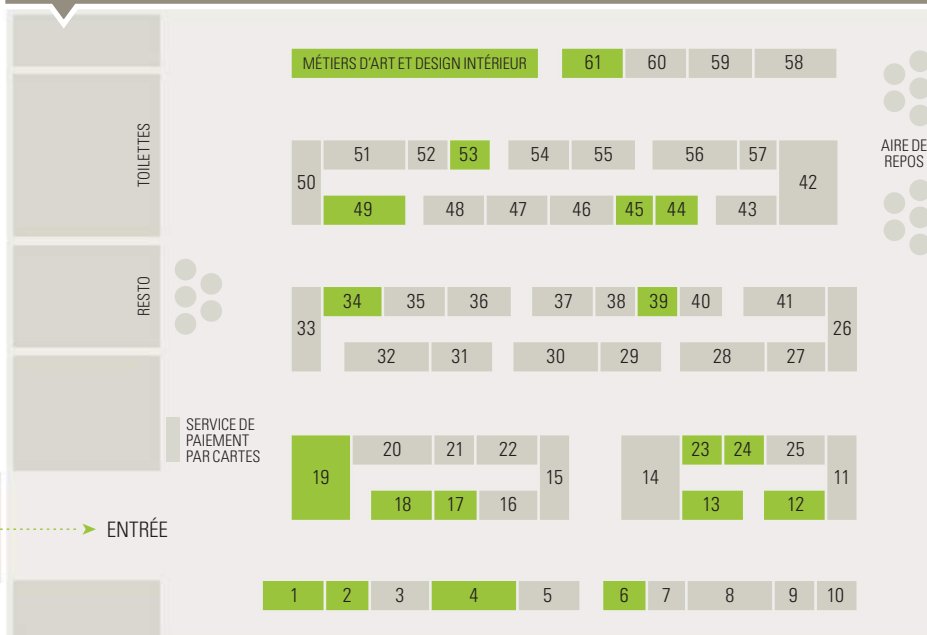 MÉTIERS D'ART ET DESIGN INTÉRIEUR 61 60 59 58
TOILETTES
51 52 53 54 55 56 57
AIRE DE
REPOS
50 42
49 48 47 46 45 44 43
RESTO
34 35 36 37 38 39 40 41
33 26
32 31 30 29 28 27
SERVICE DE
PAIEMENT
PAR CARTES
20 21 22 23 24 25
19 15 14 11
18 17 16 13 12
ENTRÉE
1 2 3 4 5 6 7 8 9 10